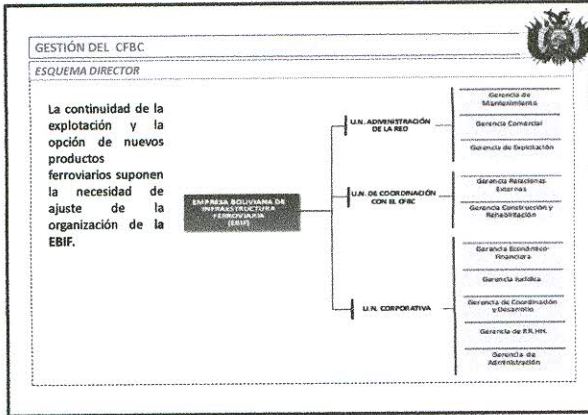 GESTIÓN DEL CFBC
ESQUEMA DIRECTOR
La continuidad de la
explotación y la
opción de nuevos
productos
ferroviarios suponen
la necesidad de
ajuste de la
organización de la
EBIF.
EMPRESA BOLIVIANA DE
INFRAESTRUCTURA
FERROVIARIA
(EBIF)
U.N. ADMINISTRACIÓN
DE LA RED
Gerencia de
Mantenimiento
Gerencia Comercial
Gerencia de Explotación
U.N. DE COORDINACIÓN
CON EL CFBC
Gerencia Relaciones
Externas
Gerencia Construcción y
Rehabilitación
U.N. CORPORATIVA
Gerencia Económico-
Financiera
Gerencia Jurídica
Gerencia de Coordinación
y Desarrollo
Gerencia de RR.HH.
Gerencia de
Administración